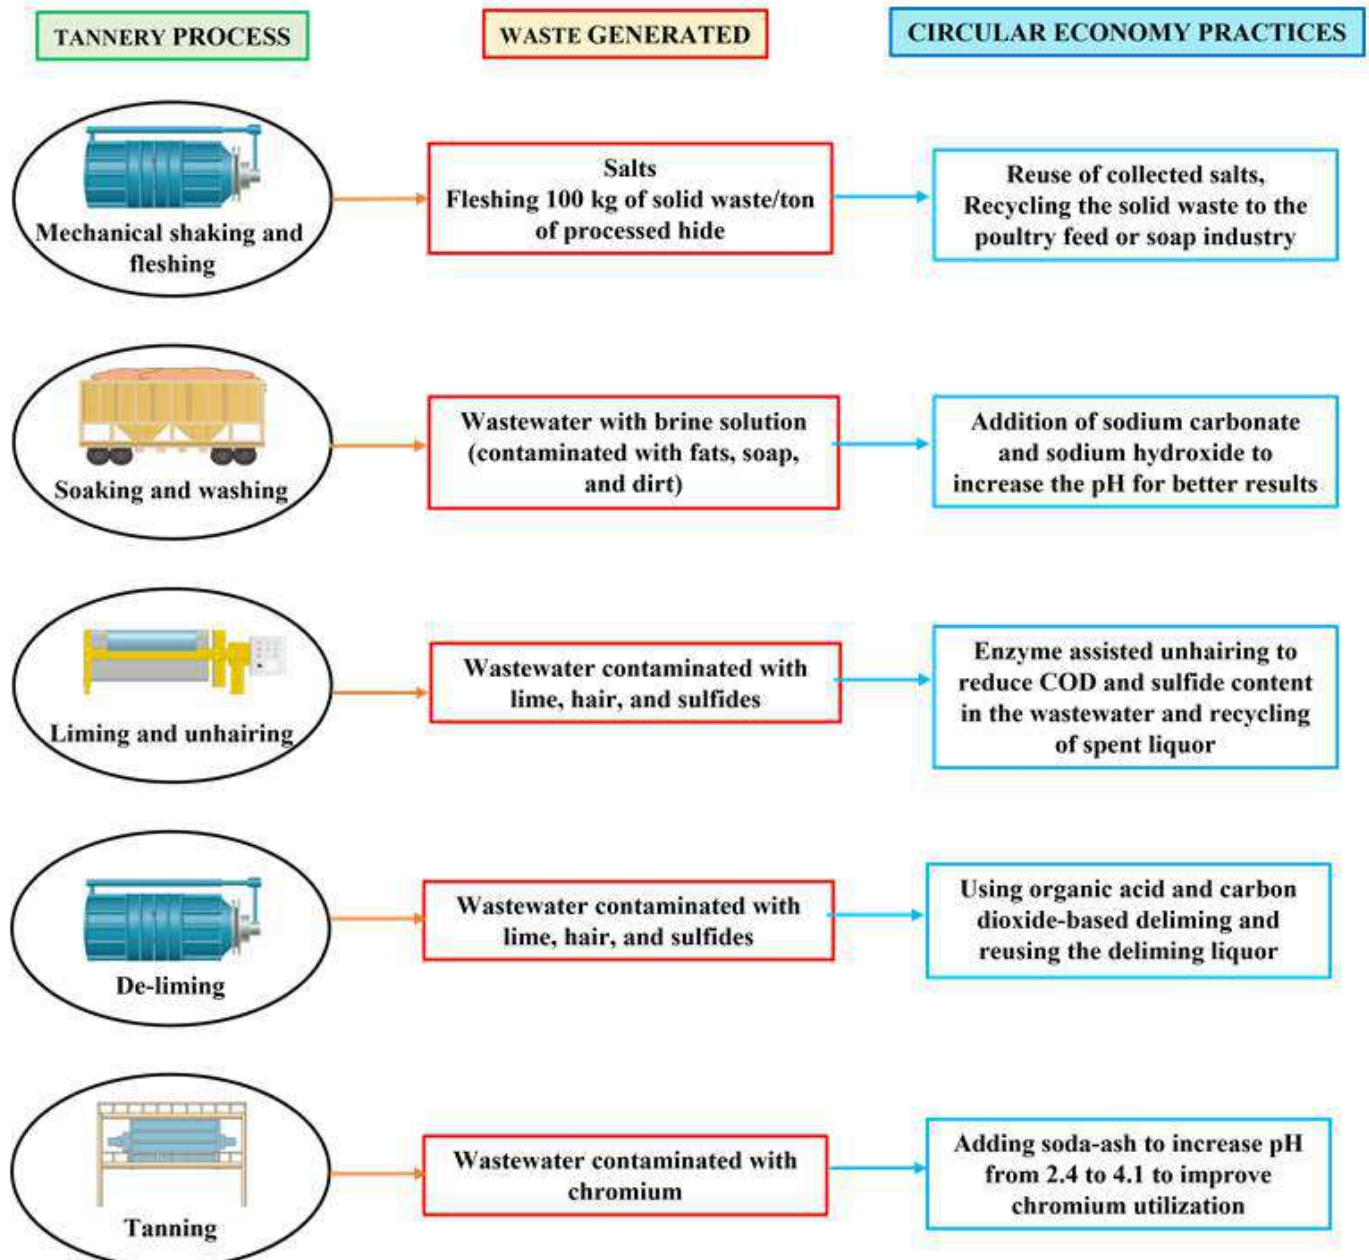 TANNERY PROCESS
WASTE GENERATED
CIRCULAR ECONOMY PRACTICES
Mechanical shaking and
fleshing
Salts
Fleshing 100 kg of solid waste/ton
of processed hide
Reuse of collected salts,
Recycling the solid waste to the
poultry feed or soap industry
Soaking and washing
Wastewater with brine solution
(contaminated with fats, soap,
and dirt)
Addition of sodium carbonate
and sodium hydroxide to
increase the pH for better results
Liming and unhairing
Wastewater contaminated with
lime, hair, and sulfides
Enzyme assisted unhairing to
reduce COD and sulfide content
in the wastewater and recycling
of spent liquor
De-liming
Wastewater contaminated with
lime, hair, and sulfides
Using organic acid and carbon
dioxide-based deliming and
reusing the deliming liquor
Tanning
Wastewater contaminated with
chromium
Adding soda-ash to increase pH
from 2.4 to 4.1 to improve
chromium utilization